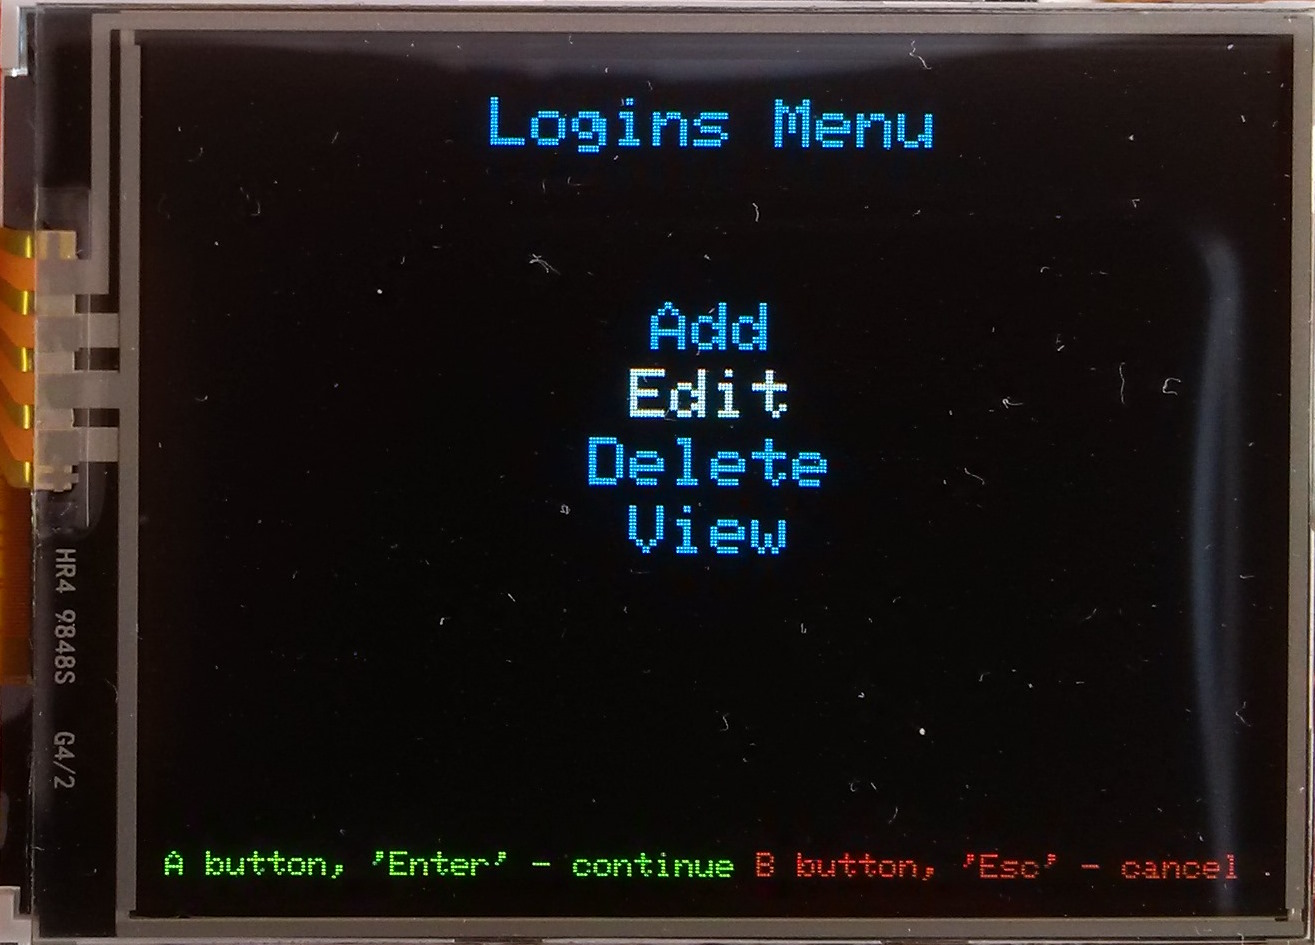 Logins Menu
Add
Edit
Delete
View
A button, 'Enter' - continue B button, 'Esc' - cancel
HR4 9848S G4/2